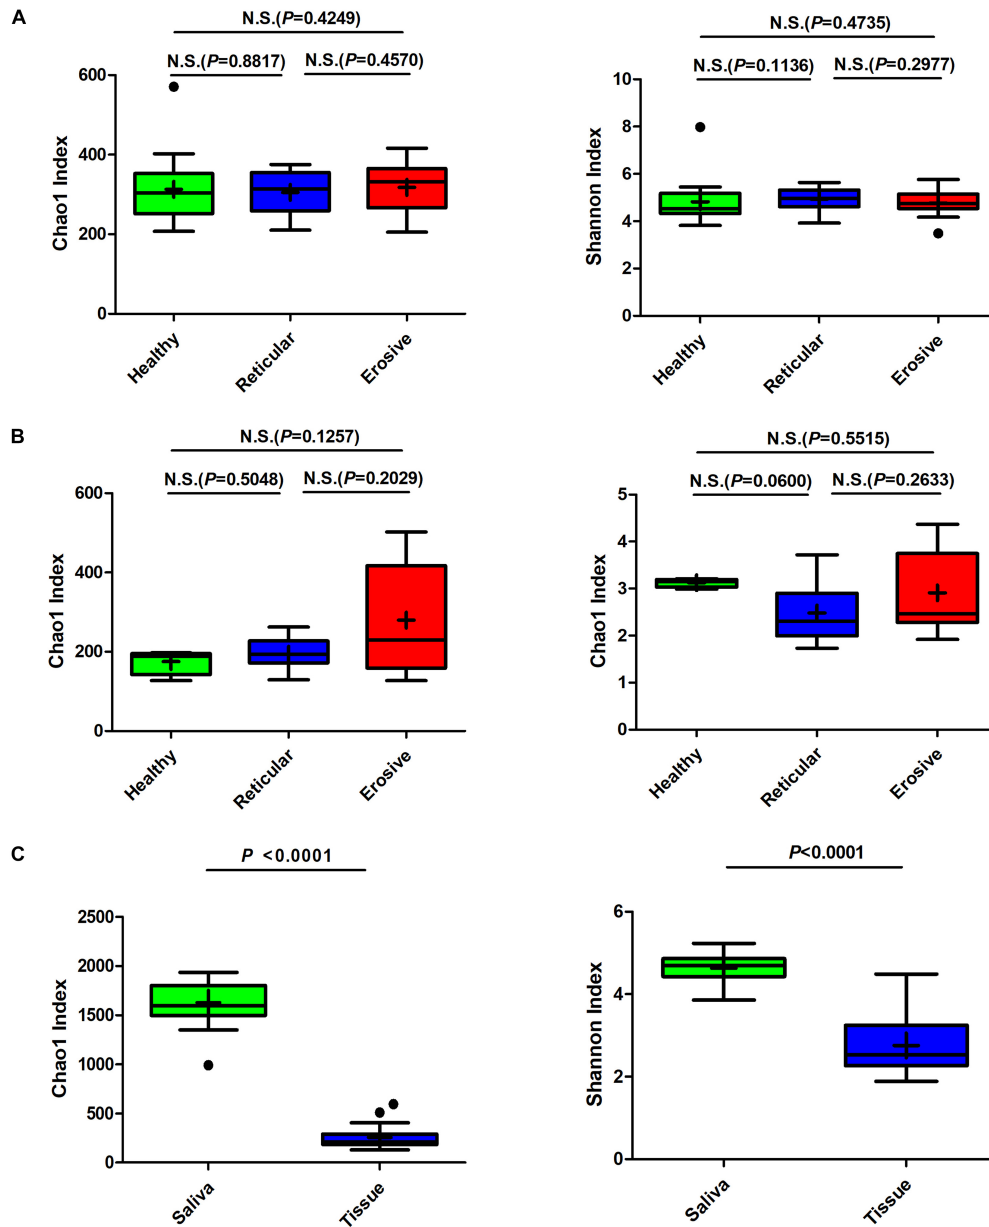 A
N.S.(P=0.4249)
N.S.(P=0.8817)
N.S.(P=0.4570)
600
400
200
0
Chao1 Index
Healthy
Reticular
Erosive
N.S.(P=0.4735)
N.S.(P=0.1136)
N.S.(P=0.2977)
10
8
6
4
2
0
Shannon Index
Healthy
Reticular
Erosive
B
N.S.(P=0.1257)
N.S.(P=0.5048)
N.S.(P=0.2029)
600
400
200
0
Chao1 Index
Healthy
Reticular
Erosive
N.S.(P=0.5515)
N.S.(P=0.0600)
N.S.(P=0.2633)
5
4
3
2
1
0
Chao1 Index
Healthy
Reticular
Erosive
C
P <0.0001
2500
2000
1500
1000
500
0
Chao1 Index
Saliva
Tissue
P<0.0001
6
4
2
0
Shannon Index
Saliva
Tissue